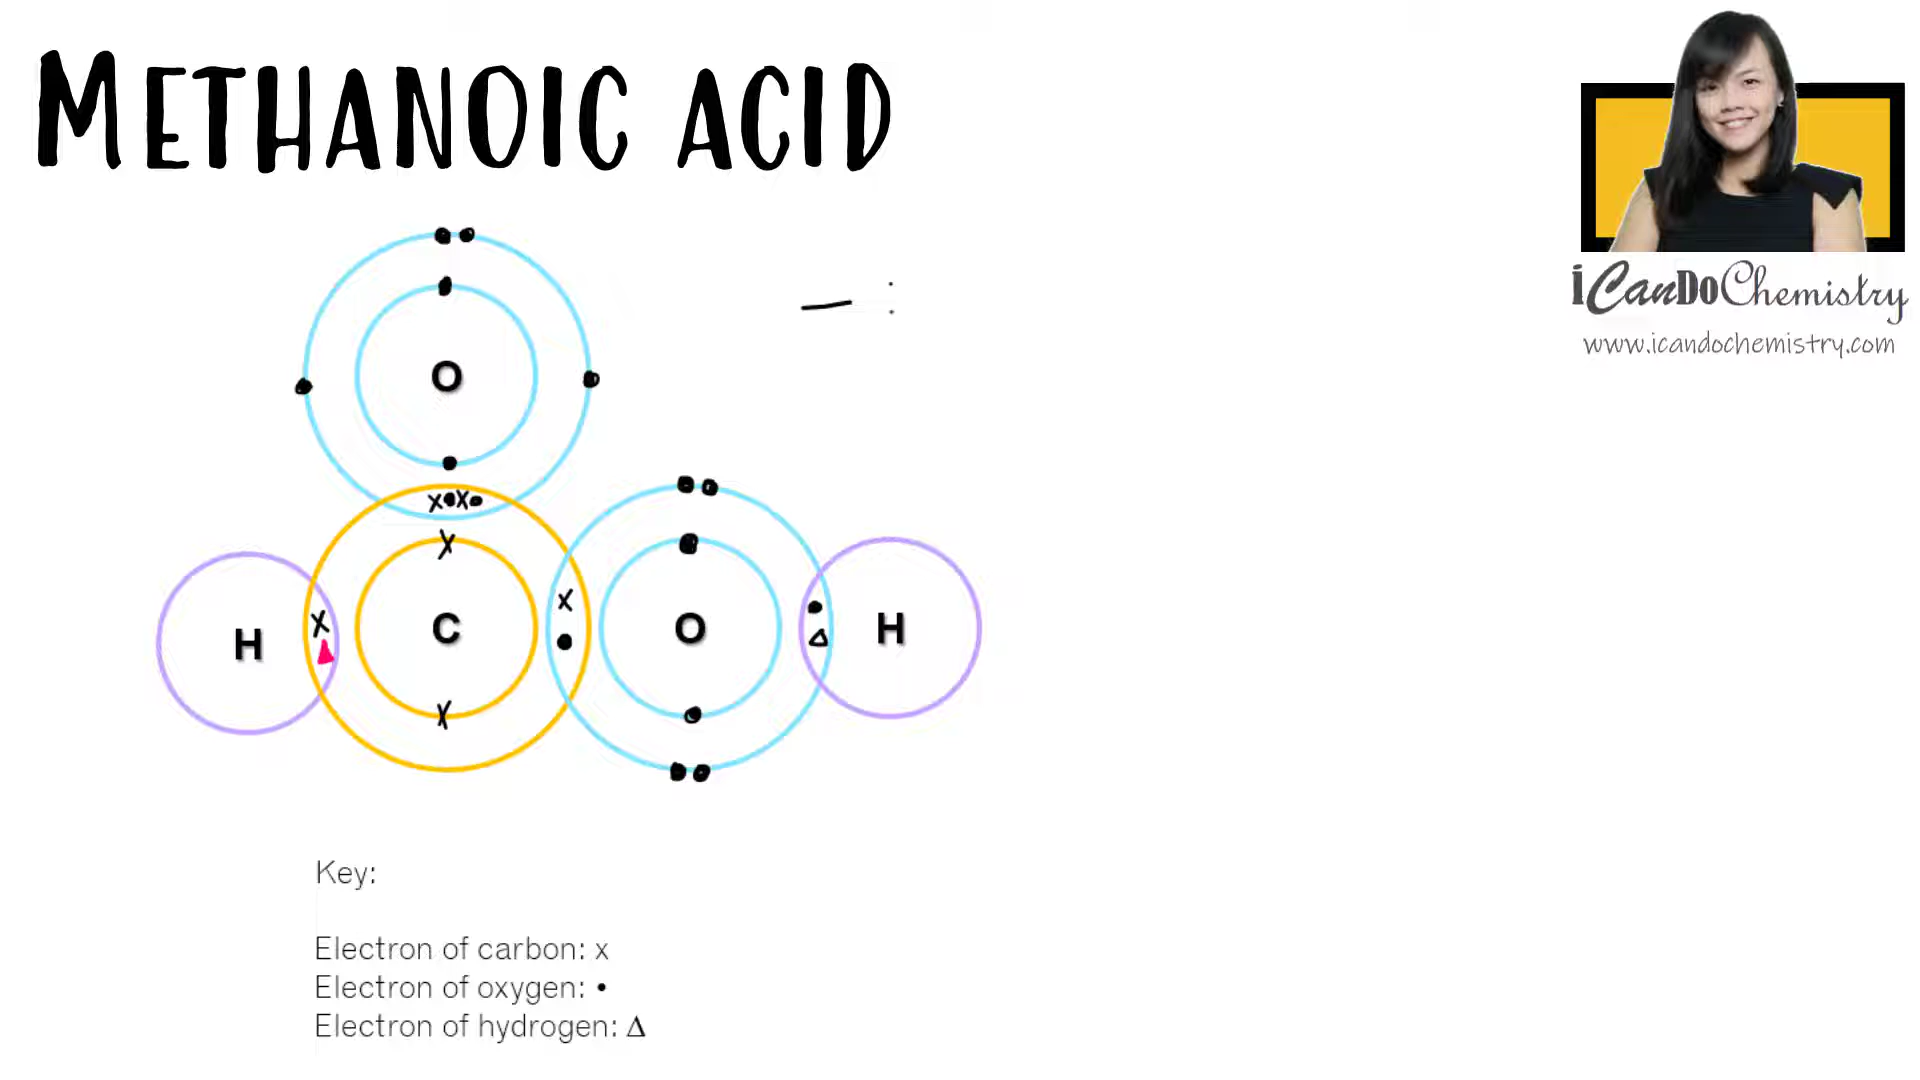 METHANOIC ACID
iCanDoChemistry
www.icandochemistry.com
O
x•x•
x
x
x
•
•
Δ
H
x
C
O
H
x
Key:
Electron of carbon: x
Electron of oxygen: •
Electron of hydrogen: Δ